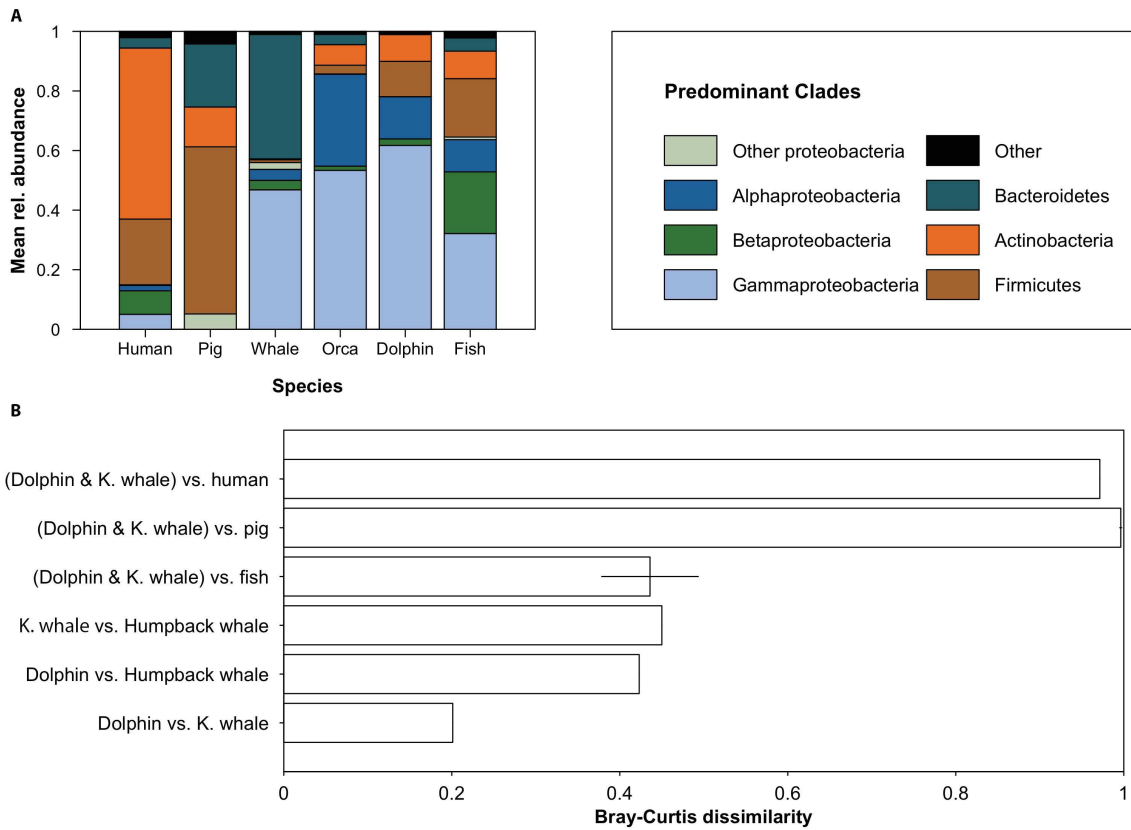 A
1
0.8
0.6
0.4
0.2
0
Mean rel. abundance
Human Pig Whale Orca Dolphin Fish
Species
Predominant Clades
Other proteobacteria Other
Alphaproteobacteria Bacteroidetes
Betaproteobacteria Actinobacteria
Gammaproteobacteria Firmicutes
B
(Dolphin & K. whale) vs. human
(Dolphin & K. whale) vs. pig
(Dolphin & K. whale) vs. fish
K. whale vs. Humpback whale
Dolphin vs. Humpback whale
Dolphin vs. K. whale
0 0.2 0.4 0.6 0.8 1
Bray-Curtis dissimilarity